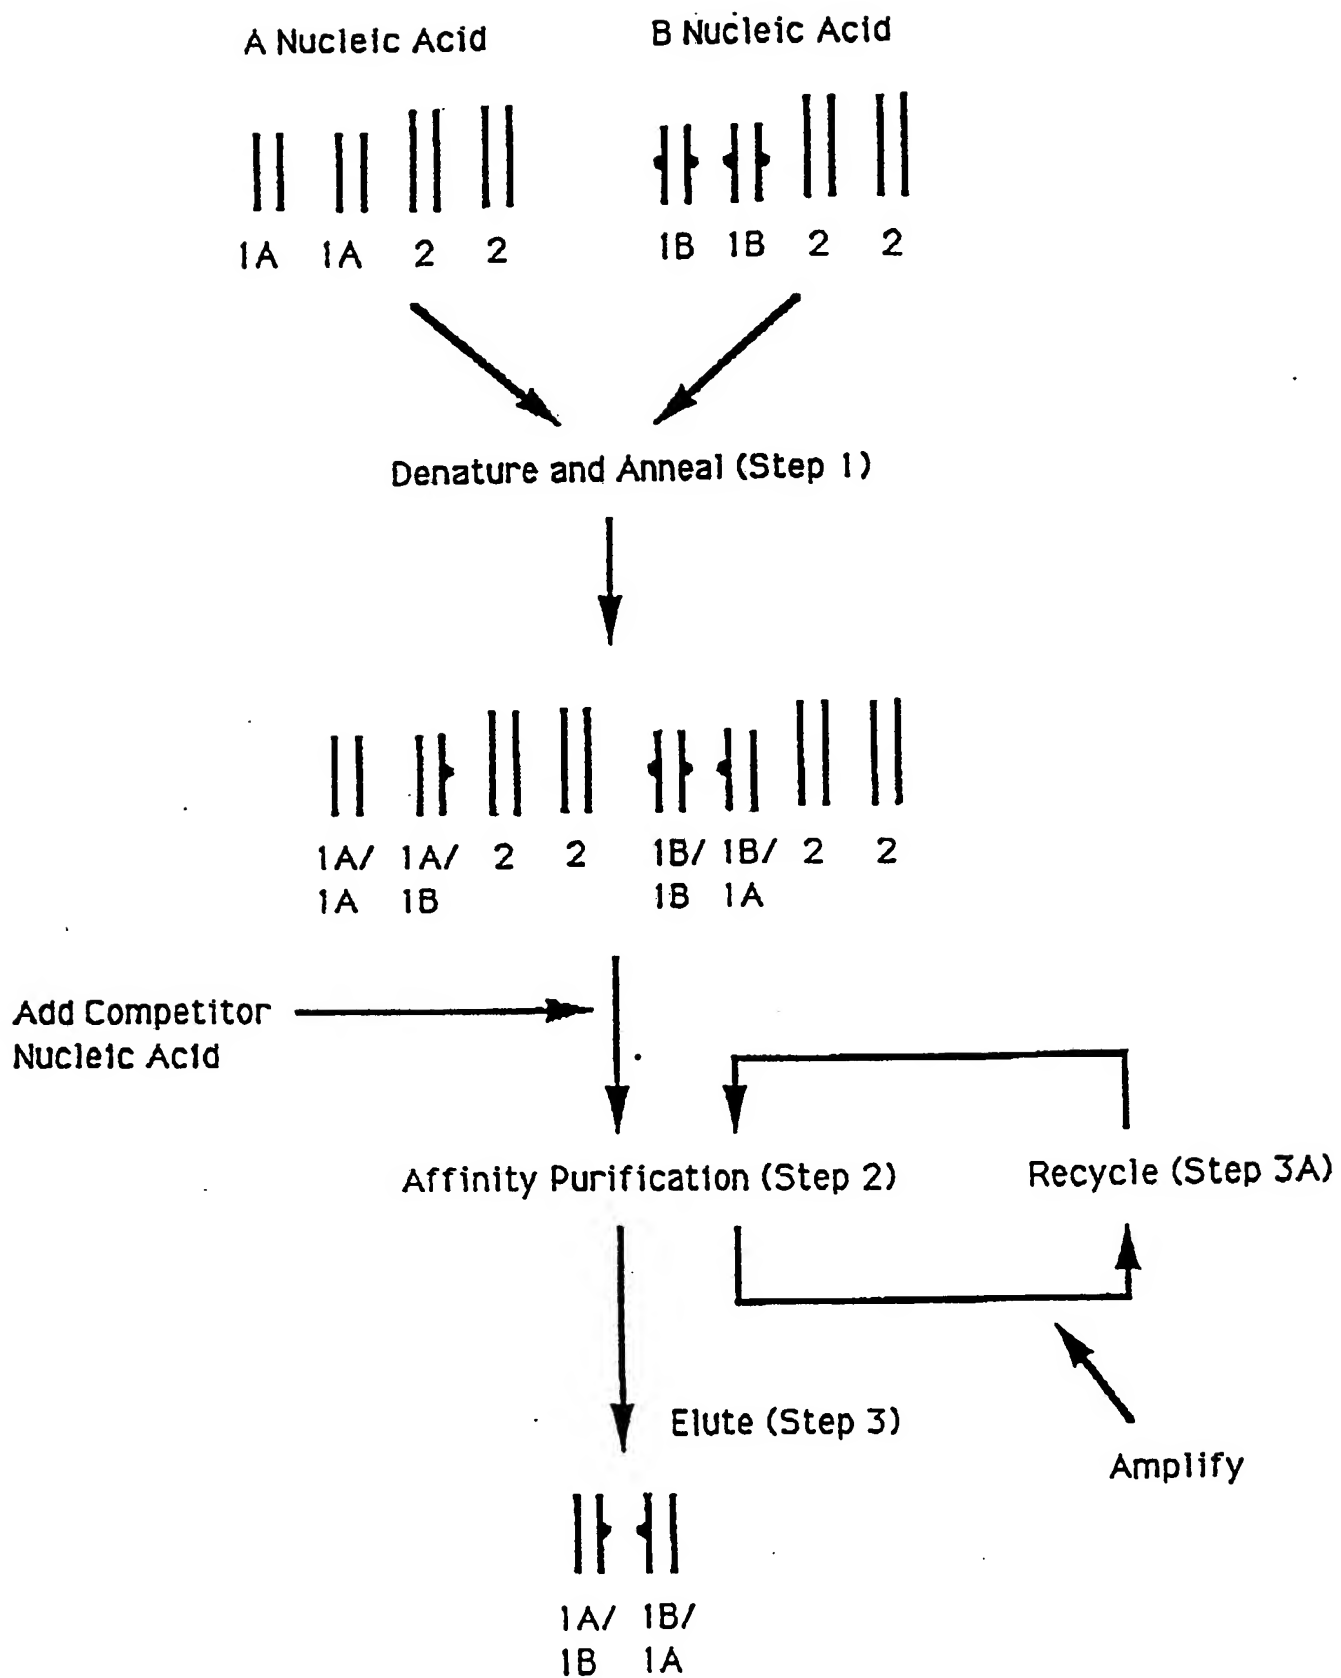 A Nucleic Acid B Nucleic Acid
1A 1A 2 2 1B 1B 2 2
Denature and Anneal (Step 1)
1A/ 1A/ 2 2 1B/ 1B/ 2 2
1A 1B 1B 1A
Add Competitor
Nucleic Acid
Affinity Purification (Step 2) Recycle (Step 3A)
Elute (Step 3)
Amplify
1A/ 1B/
1B 1A